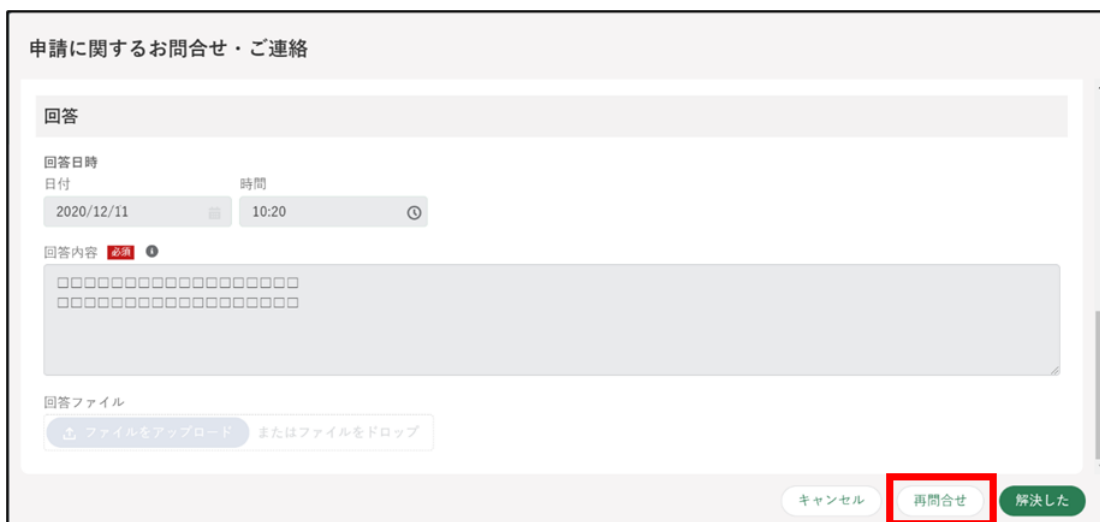 申請に関するお問合せ・ご連絡
回答
回答日時
日付 時間
2020/12/11 10:20
回答内容 必須
□□□□□□□□□□□□□□□□□□
□□□□□□□□□□□□□□□□□□
回答ファイル
ファイルをアップロード またはファイルをドロップ
キャンセル 再問合せ 解決した